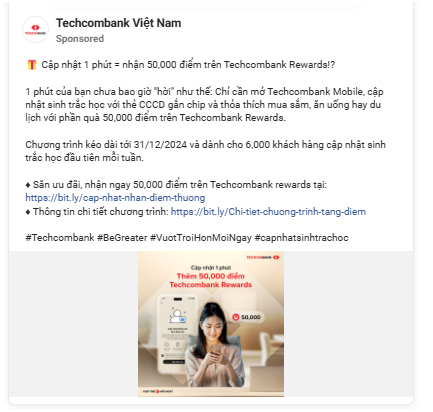 Techcombank Việt Nam
TECHCOMBANK
Sponsored
🎁 Cập nhật 1 phút = nhận 50,000 điểm trên Techcombank Rewards!?
1 phút của bạn chưa bao giờ "hời" như thế: Chỉ cần mở Techcombank Mobile, cập
nhật sinh trắc học với thẻ CCCD gắn chip và thỏa thích mua sắm, ăn uống hay du
lịch với phần quà 50,000 điểm trên Techcombank Rewards.
Chương trình kéo dài tới 31/12/2024 và dành cho 6,000 khách hàng cập nhật sinh
trắc học đầu tiên mỗi tuần.
♦ Săn ưu đãi, nhận ngay 50,000 điểm trên Techcombank rewards tại:
https://bit.ly/cap-nhat-nhan-diem-thuong
♦ Thông tin chi tiết chương trình: https://bit.ly/Chi-tiet-chuong-trinh-tang-diem
#Techcombank #BeGreater #VuotTroiHonMoiNgay #capnhatsinhtrachoc
TECHCOMBANK
Cập nhật 1 phút
Thêm 50,000 điểm
Techcombank Rewards
50,000